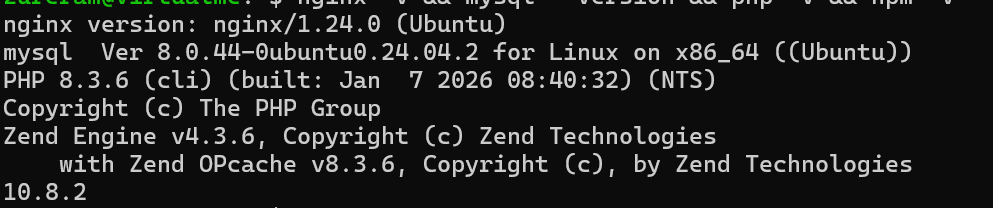 nginx version: nginx/1.24.0 (Ubuntu)
mysql  Ver 8.0.44-0ubuntu0.24.04.2 for Linux on x86_64 ((Ubuntu))
PHP 8.3.6 (cli) (built: Jan  7 2026 08:40:32) (NTS)
Copyright (c) The PHP Group
Zend Engine v4.3.6, Copyright (c) Zend Technologies
    with Zend OPcache v8.3.6, Copyright (c), by Zend Technologies
10.8.2